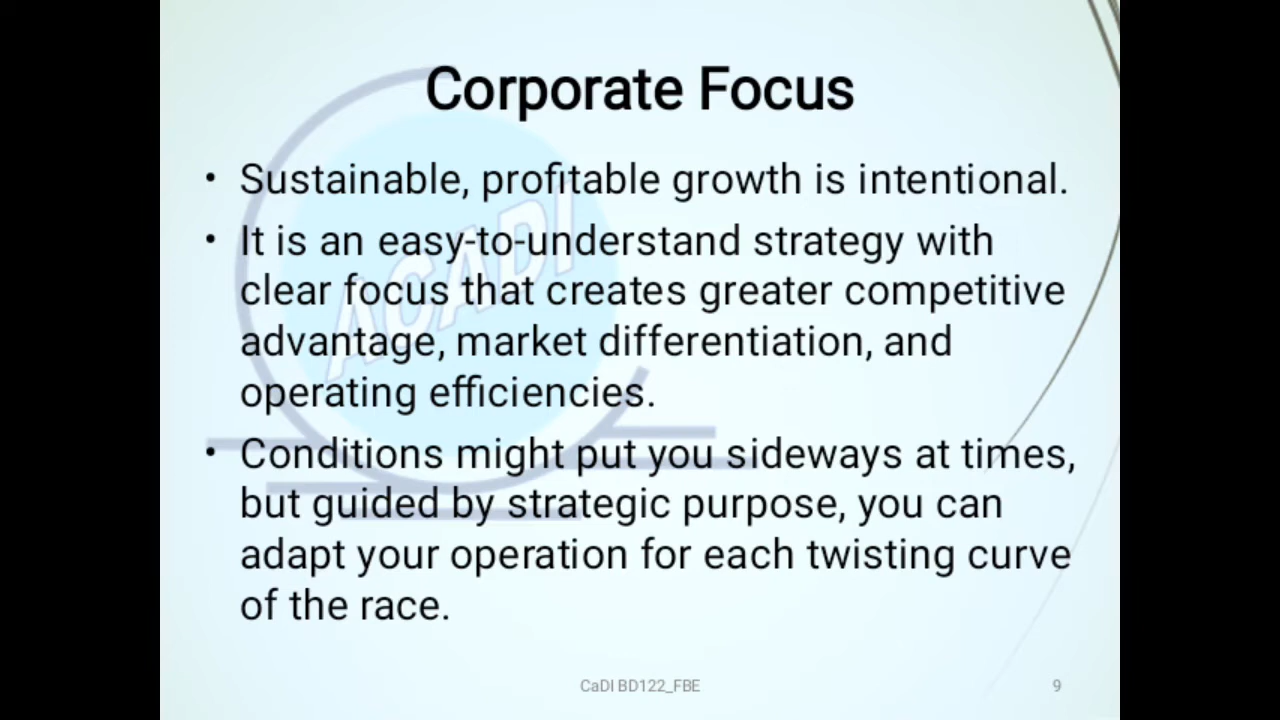 Corporate Focus
• Sustainable, profitable growth is intentional.
• It is an easy-to-understand strategy with
clear focus that creates greater competitive
advantage, market differentiation, and
operating efficiencies.
• Conditions might put you sideways at times,
but guided by strategic purpose, you can
adapt your operation for each twisting curve
of the race.
ACADI
CaDI BD122_FBE
9